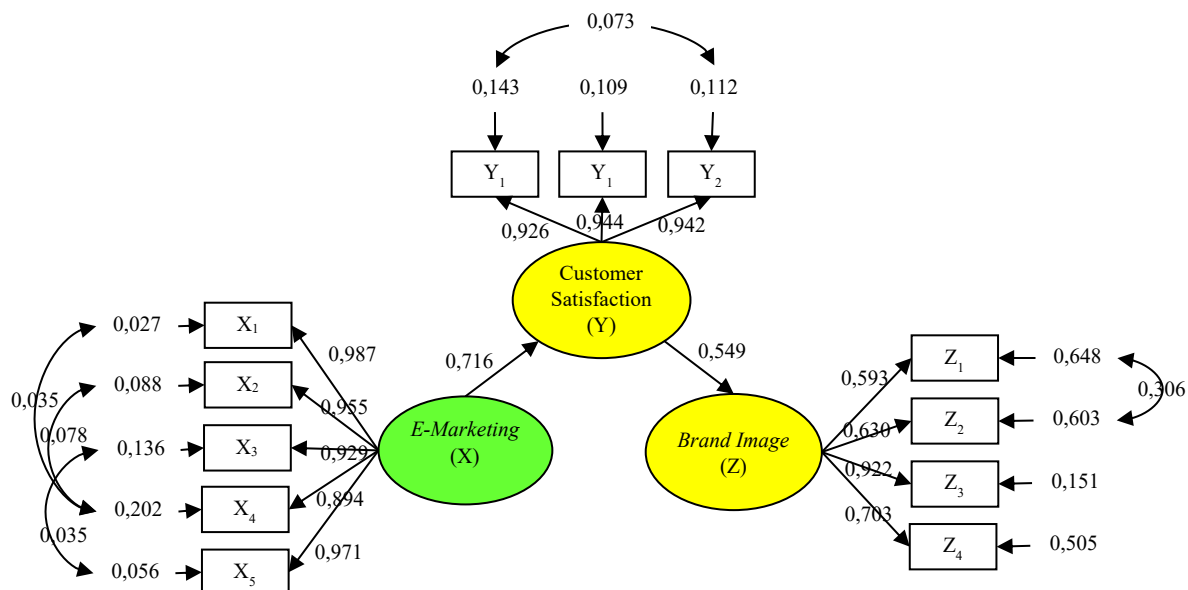 0,073
0,143 0,109 0,112
Y1 Y1 Y2
0,926 0,944 0,942
Customer
Satisfaction
(Y)
0,716 0,549
E-Marketing
(X)
Brand Image
(Z)
0,027 X1 0,987
0,088 X2 0,955
0,035
0,078
0,136 X3 0,929
0,202 X4 0,894
0,035
0,056 X5 0,971
0,593 Z1 0,648
0,306
0,630 Z2 0,603
0,922 Z3 0,151
0,703 Z4 0,505